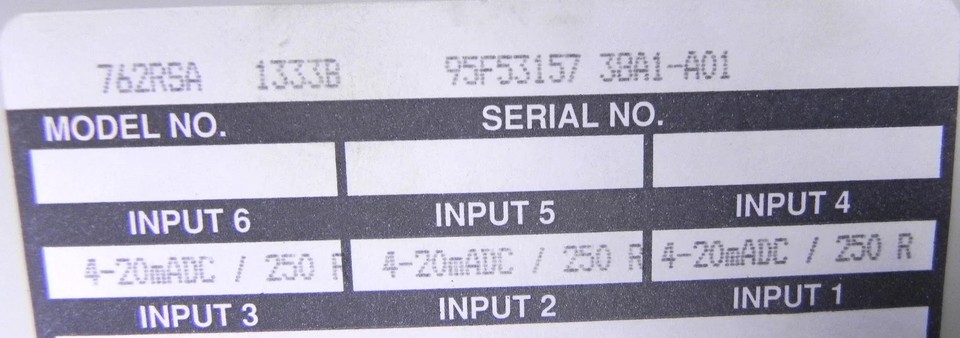 762RSA 1333B 95F53157 3BA1-A01
MODEL NO. SERIAL NO.
INPUT 6 INPUT 5 INPUT 4
4-20mADC / 250 R 4-20mADC / 250 R 4-20mADC / 250 R
INPUT 3 INPUT 2 INPUT 1